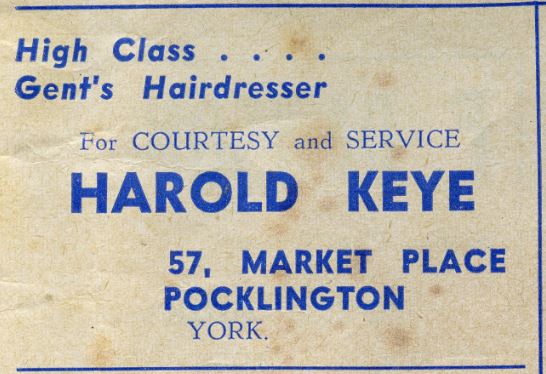 High Class . . . .
Gent's Hairdresser
For COURTESY and SERVICE
HAROLD KEYE
57, MARKET PLACE
POCKLINGTON
YORK.